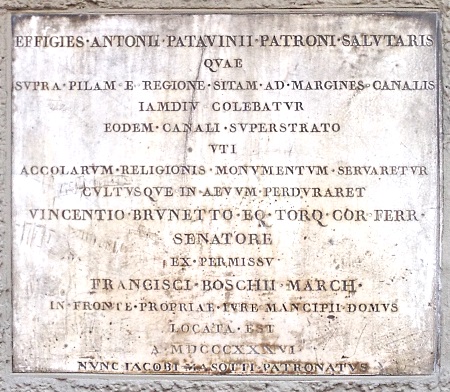 EFFIGIES·ANTONII·PATAVINII·PATRONI·SALVTARIS
QVAE
SVPRA·PILAM·E·REGIONE·SITAM·AD·MARGINES·CANALIS
IAMDIV·COLEBATVR
EODEM·CANALI·SVPERSTRATO
VTI
ACCOLARVM·RELIGIONIS·MONVMENTVM·SERVARETVR
CVLTVSQVE·IN·AEVVM·PERDVRARET
VINCENTIO·BRVNETTO·EQ·TORQ·COR·FERR·
SENATORE
EX·PERMISSV
FRANCISCI·BOSCHII·MARCH·
IN·FRONTE·PROPRIAE·IVRE·MANCIPII·DOMVS
LOCATA·EST
A·MDCCCXXXVI
NVNC·IACOBI·MASOTTI·PATRONATVS